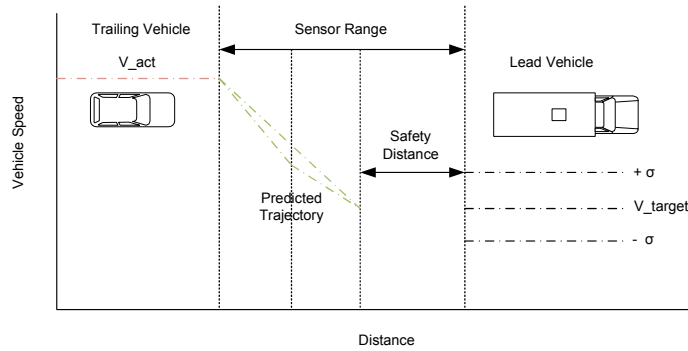 Trailing Vehicle
Sensor Range
V_act
Lead Vehicle
Vehicle Speed
Safety
Distance
+ σ
Predicted
Trajectory
V_target
- σ
Distance